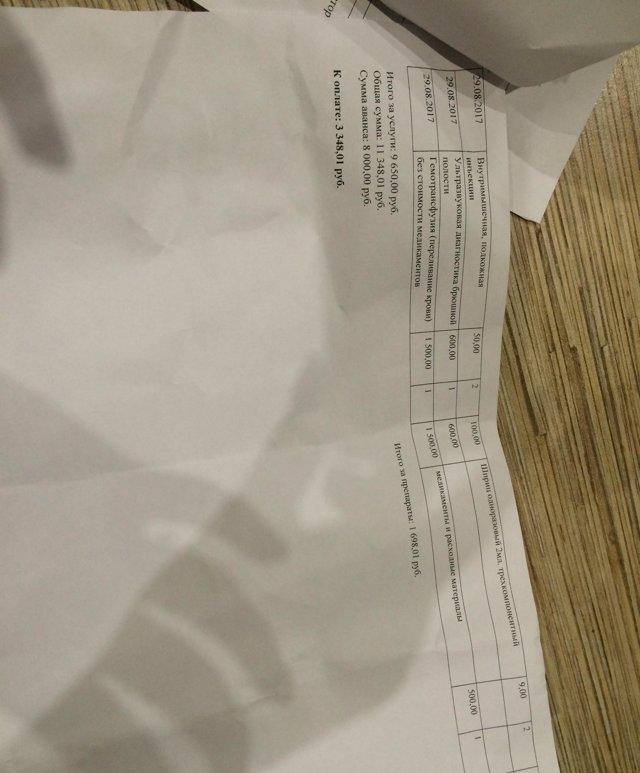 тор
29.08.2017 Внутримышечная, подкожная 50,00 2 100,00 Шприц одноразовый 2мл, трехкомпонентный 9,00 2
инъекции
29.08.2017 Ультразвуковая диагностика брюшной 600,00 1 600,00
полости
29.08.2017 Гемотрансфузия (переливание крови) 1 500,00 1 1 500,00 медикаменты и расходные материалы 500,00 1
без стоимости медикаментов
Итого за услуги: 9 650,00 руб. Итого за препараты: 1 698,01 руб.
Общая сумма: 11 348,01 руб.
Сумма аванса: 8 000,00 руб.
К оплате: 3 348,01 руб.